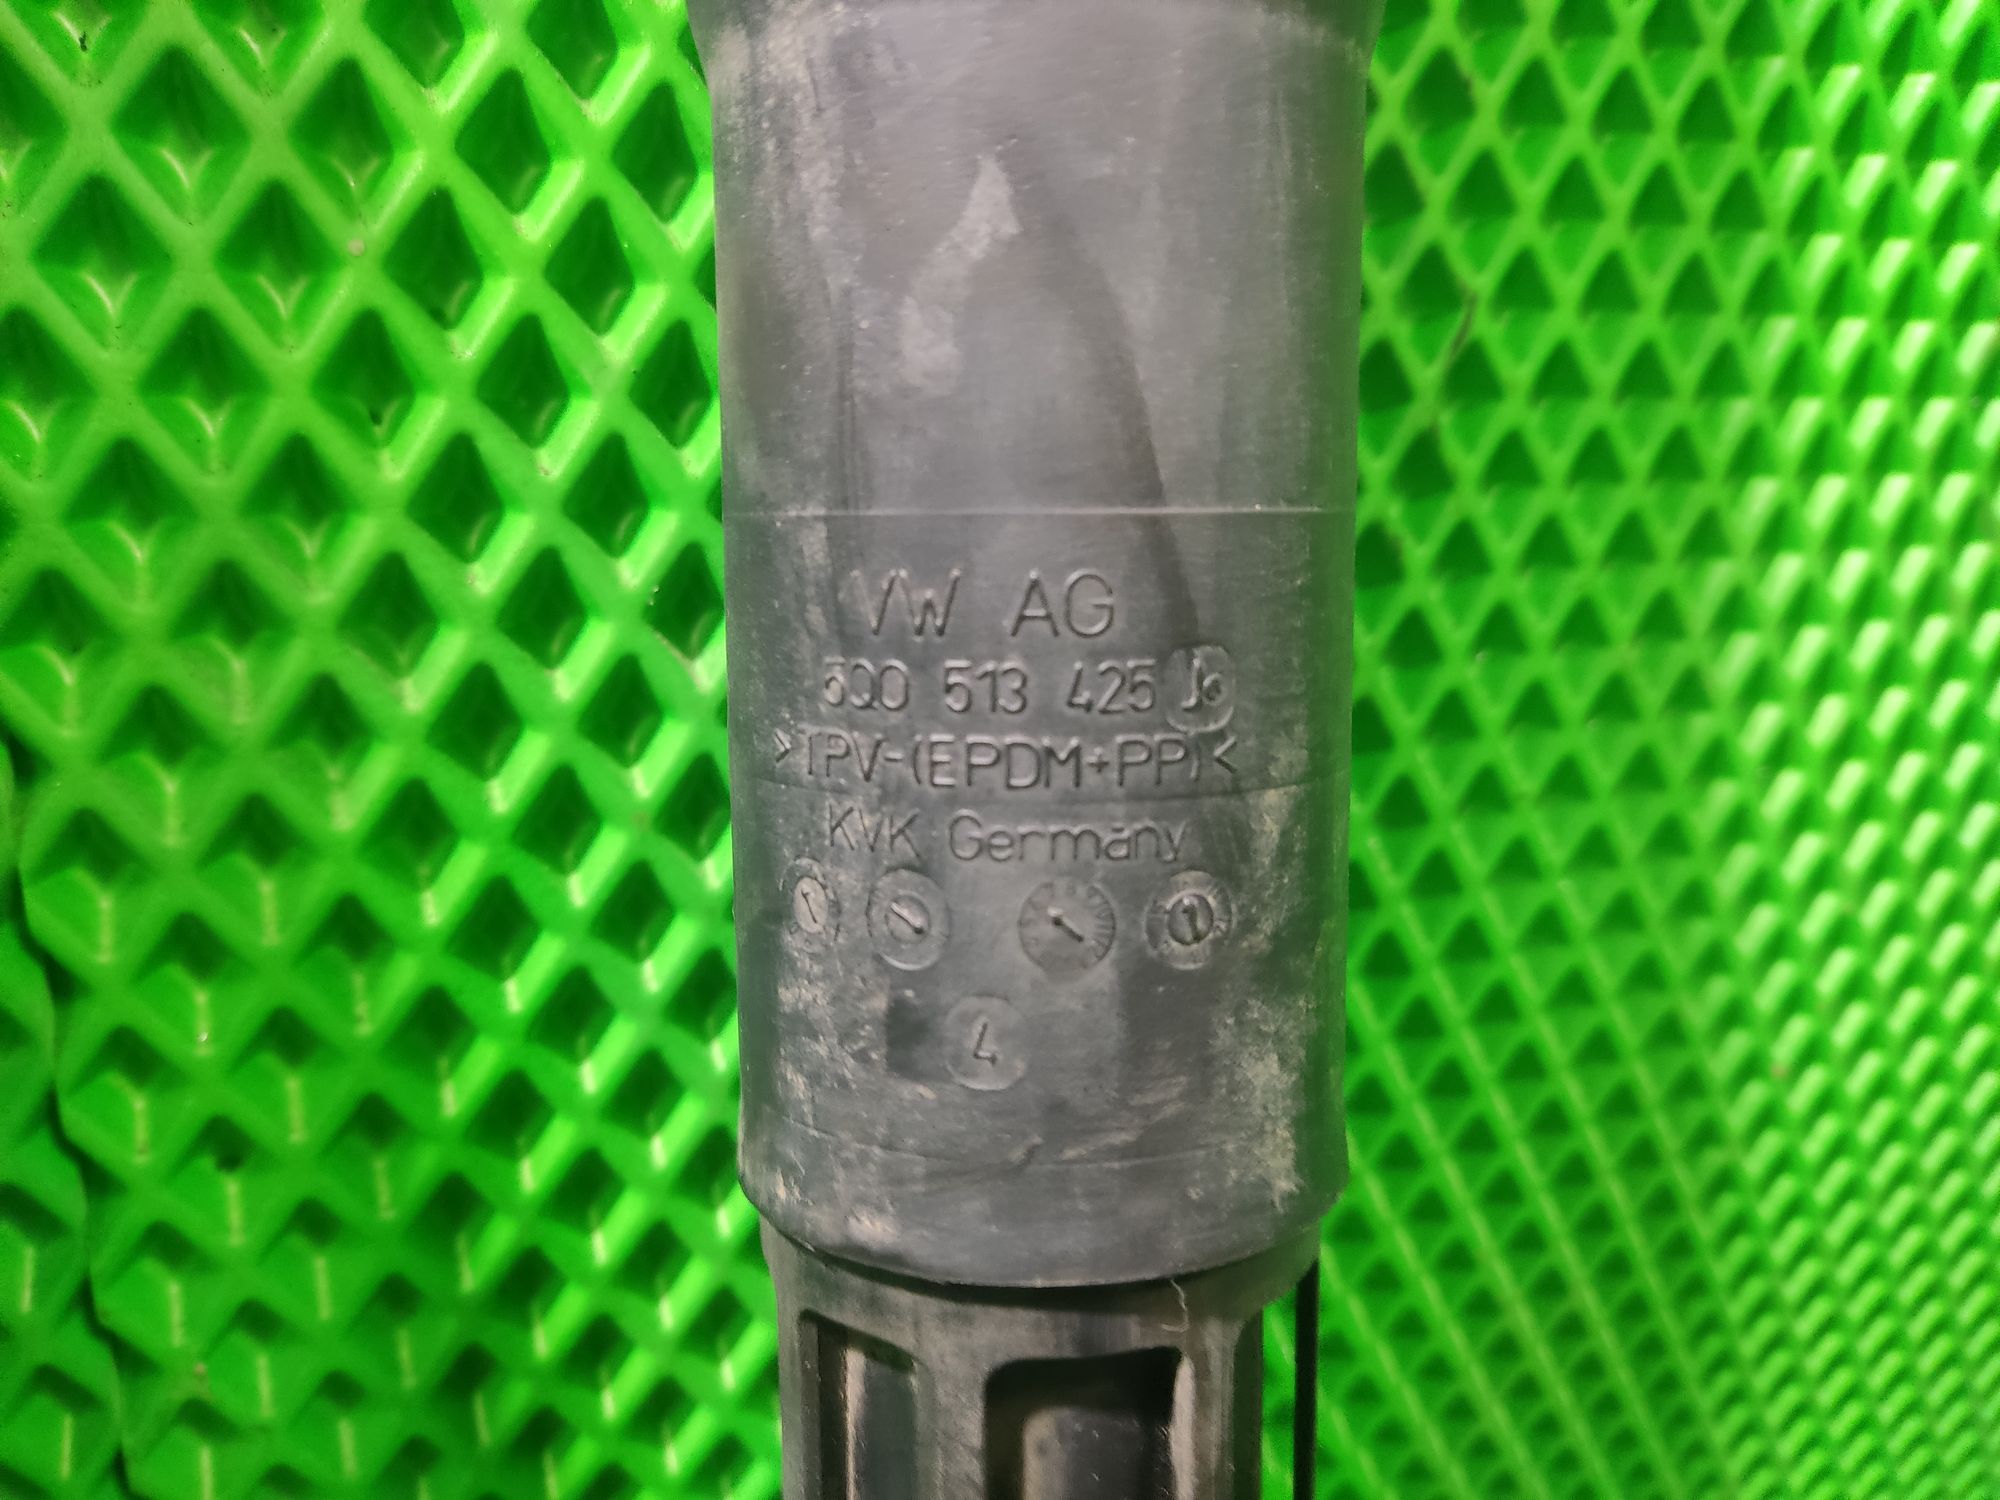 VW AG
5Q0 513 425
>TPV-(EPDM+PP)<
KVK Germany
4